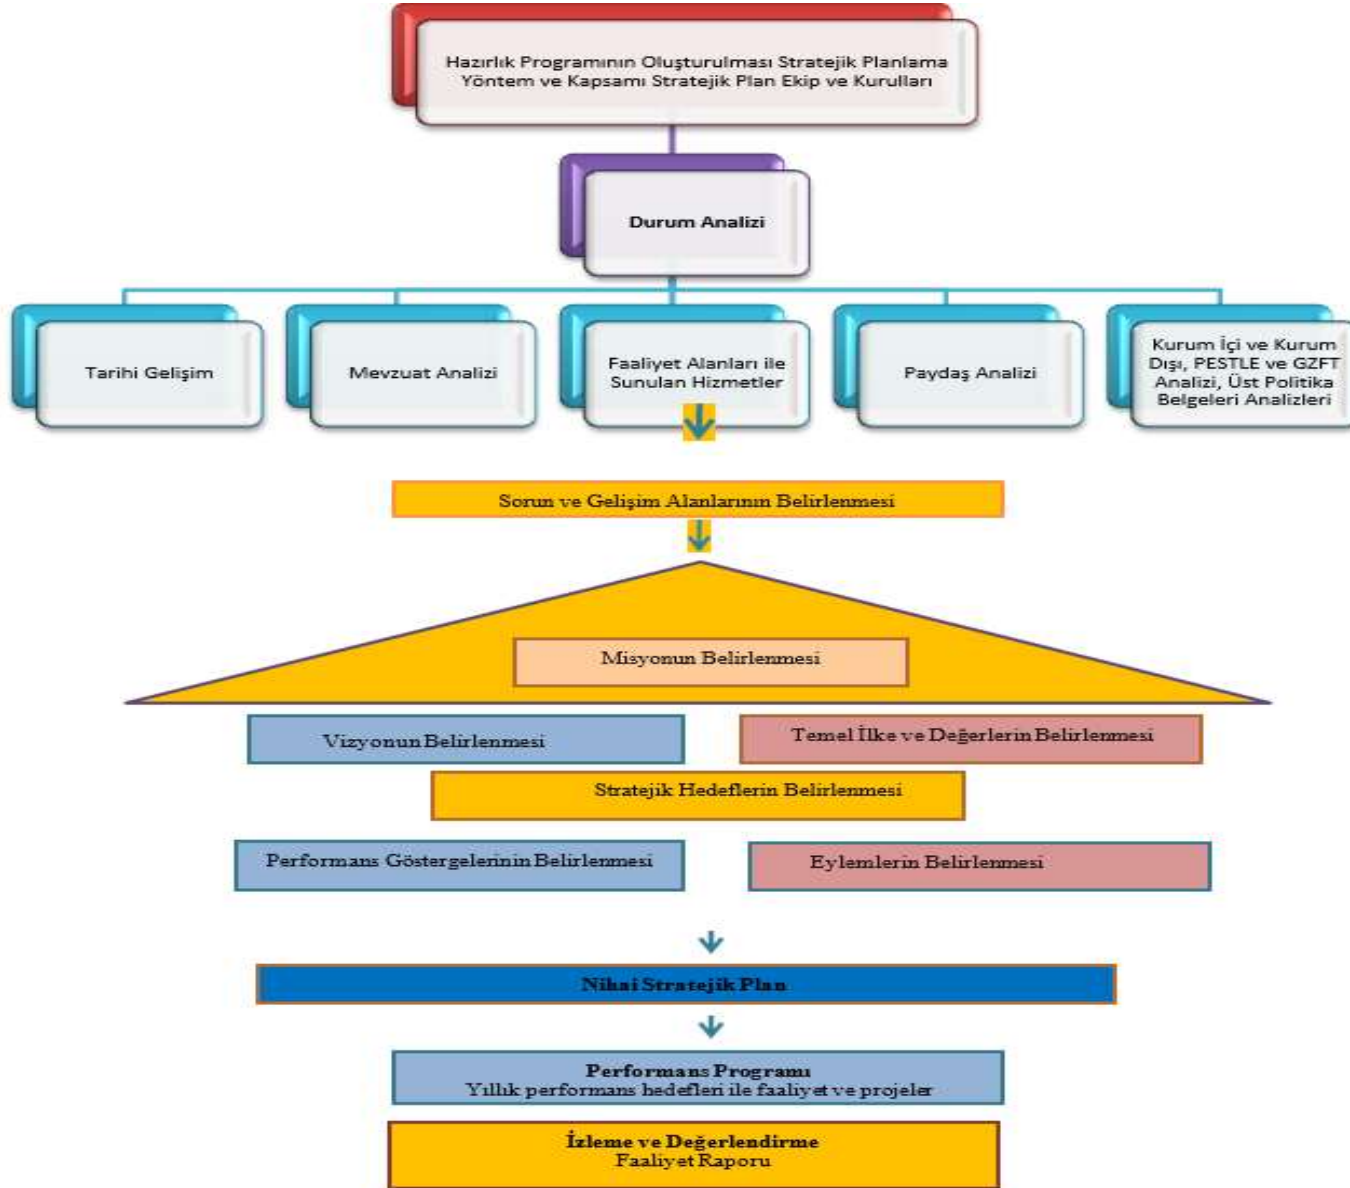 Hazırlık Programının Oluşturulması Stratejik Planlama
Yöntem ve Kapsamı Stratejik Plan Ekip ve Kurulları
Durum Analizi
Tarihi Gelişim
Mevzuat Analizi
Faaliyet Alanları ile
Sunulan Hizmetler
Paydaş Analizi
Kurum İçi ve Kurum
Dışı, PESTLE ve GZFT
Analizi, Üst Politika
Belgeleri Analizleri
Sorun ve Gelişim Alanlarının Belirlenmesi
Misyonun Belirlenmesi
Vizyonun Belirlenmesi
Temel İlke ve Değerlerin Belirlenmesi
Stratejik Hedeflerin Belirlenmesi
Performans Göstergelerinin Belirlenmesi
Eylemlerin Belirlenmesi
Nihai Stratejik Plan
Performans Programı
Yıllık performans hedefleri ile faaliyet ve projeler
İzleme ve Değerlendirme
Faaliyet Raporu